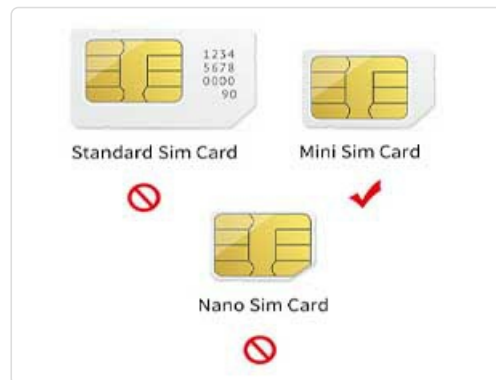 1234
5678
0000
90
Standard Sim Card
Mini Sim Card
Nano Sim Card